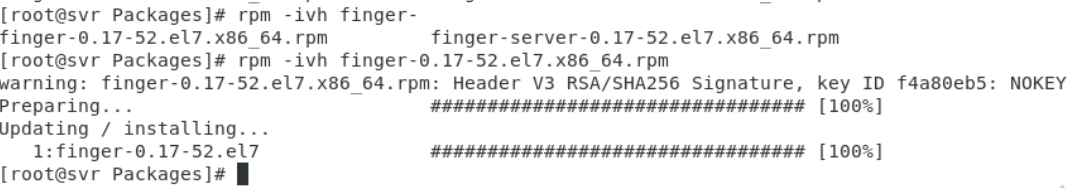 [root@svr Packages]# rpm -ivh finger-
finger-0.17-52.el7.x86_64.rpm finger-server-0.17-52.el7.x86_64.rpm
[root@svr Packages]# rpm -ivh finger-0.17-52.el7.x86_64.rpm
warning: finger-0.17-52.el7.x86_64.rpm: Header V3 RSA/SHA256 Signature, key ID f4a80eb5: NOKEY
Preparing... ################################# [100%]
Updating / installing...
1:finger-0.17-52.el7 ################################# [100%]
[root@svr Packages]#